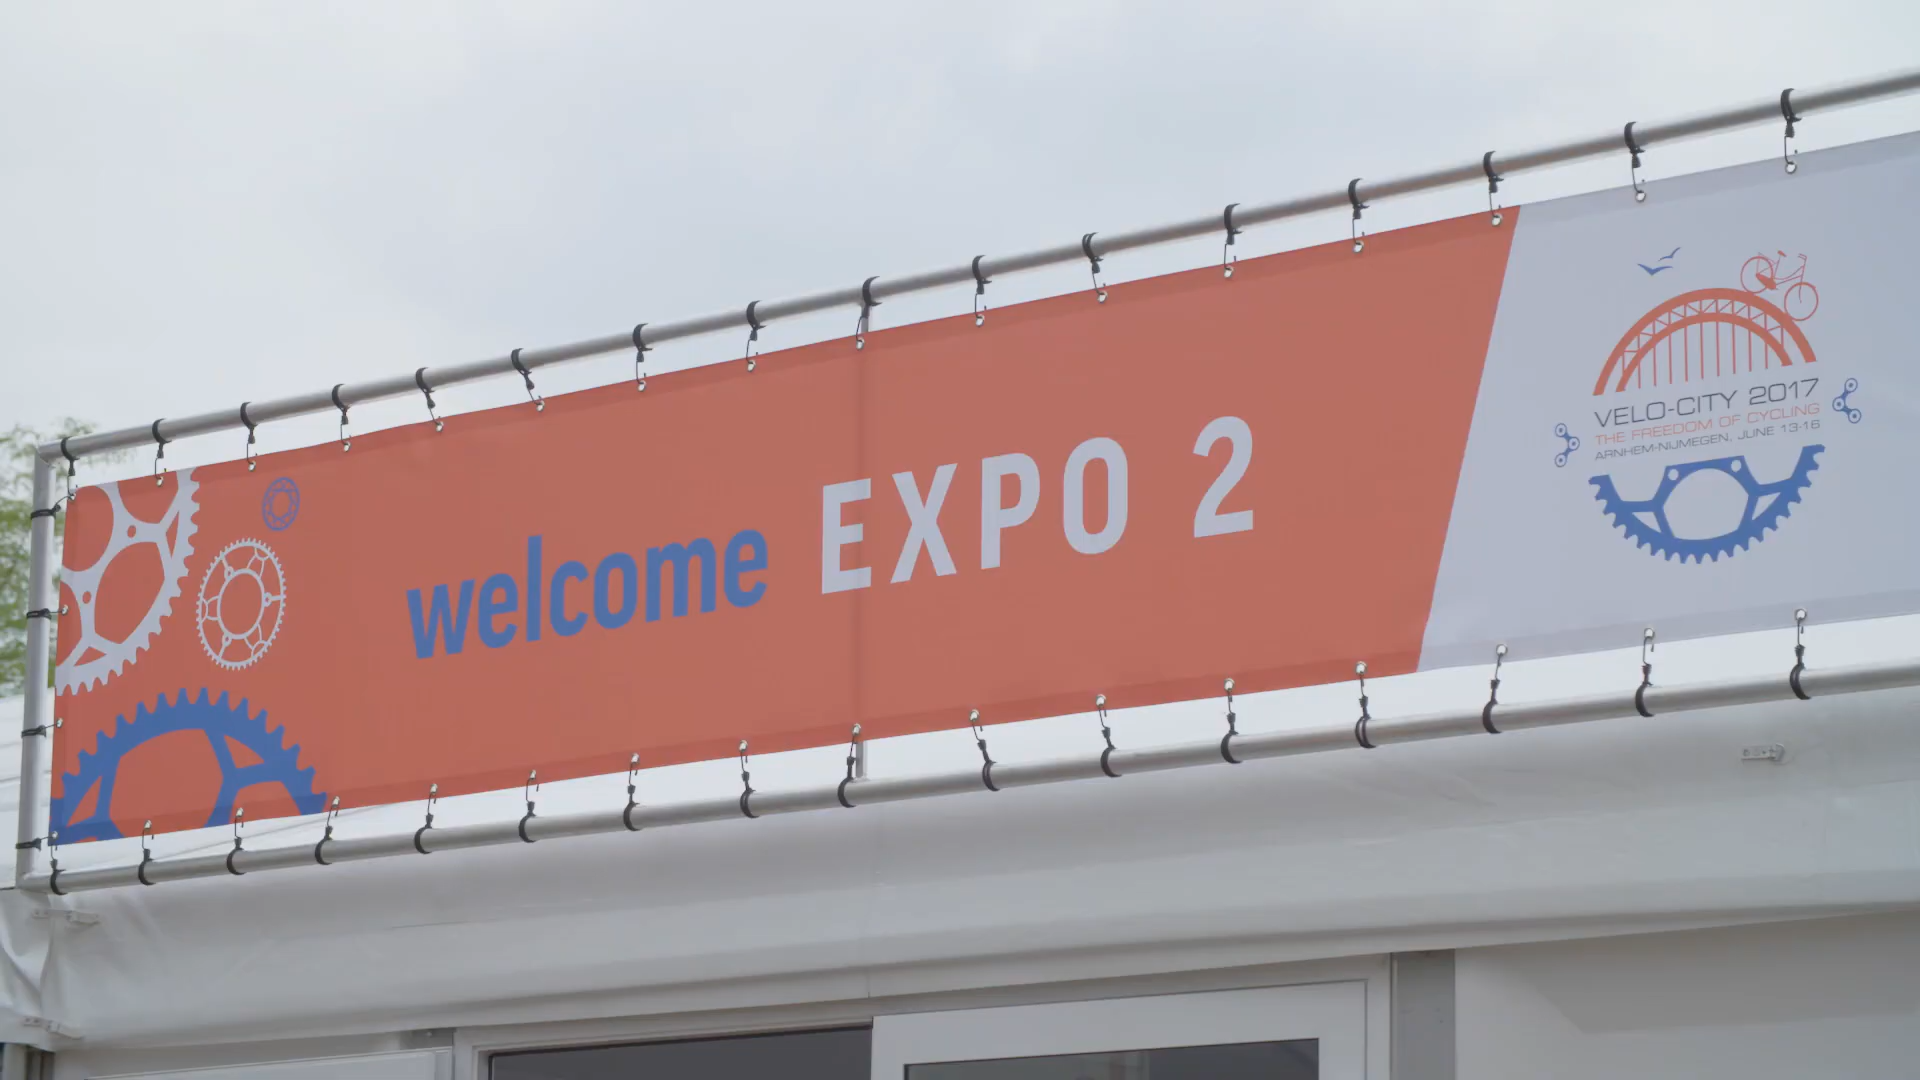 welcome EXPO 2
VELO-CITY 2017
THE FREEDOM OF CYCLING
ARNHEM-NIJMEGEN, JUNE 13-16